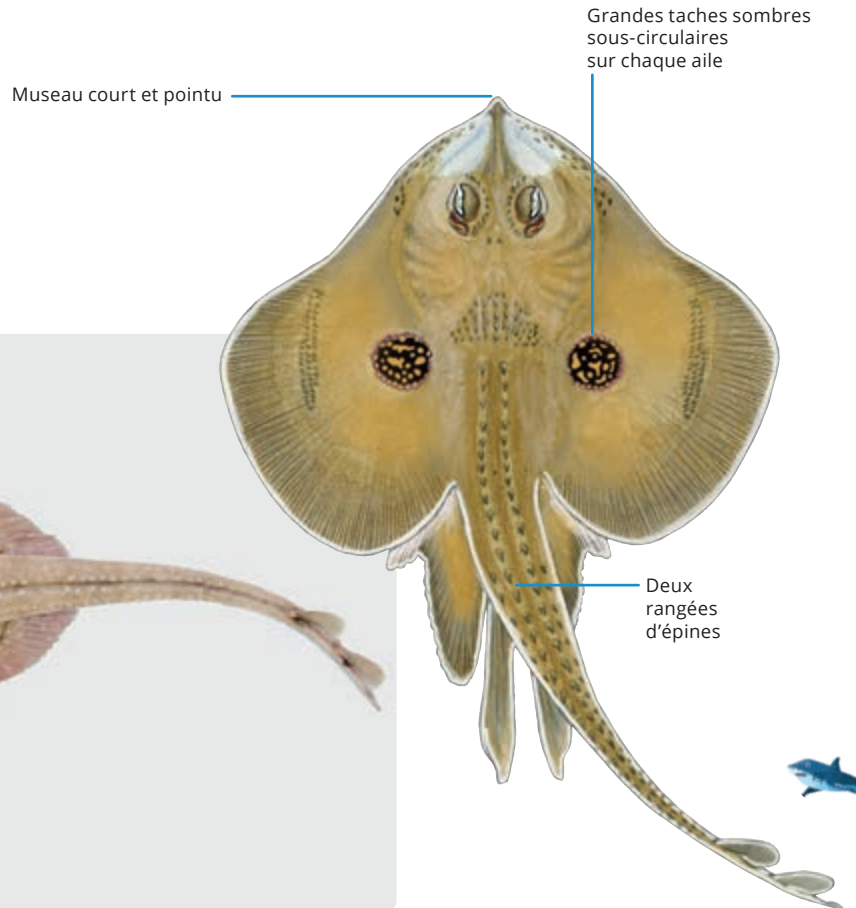 Grandes taches sombres
sous-circulaires
sur chaque aile
Museau court et pointu
Deux
rangées
d'épines